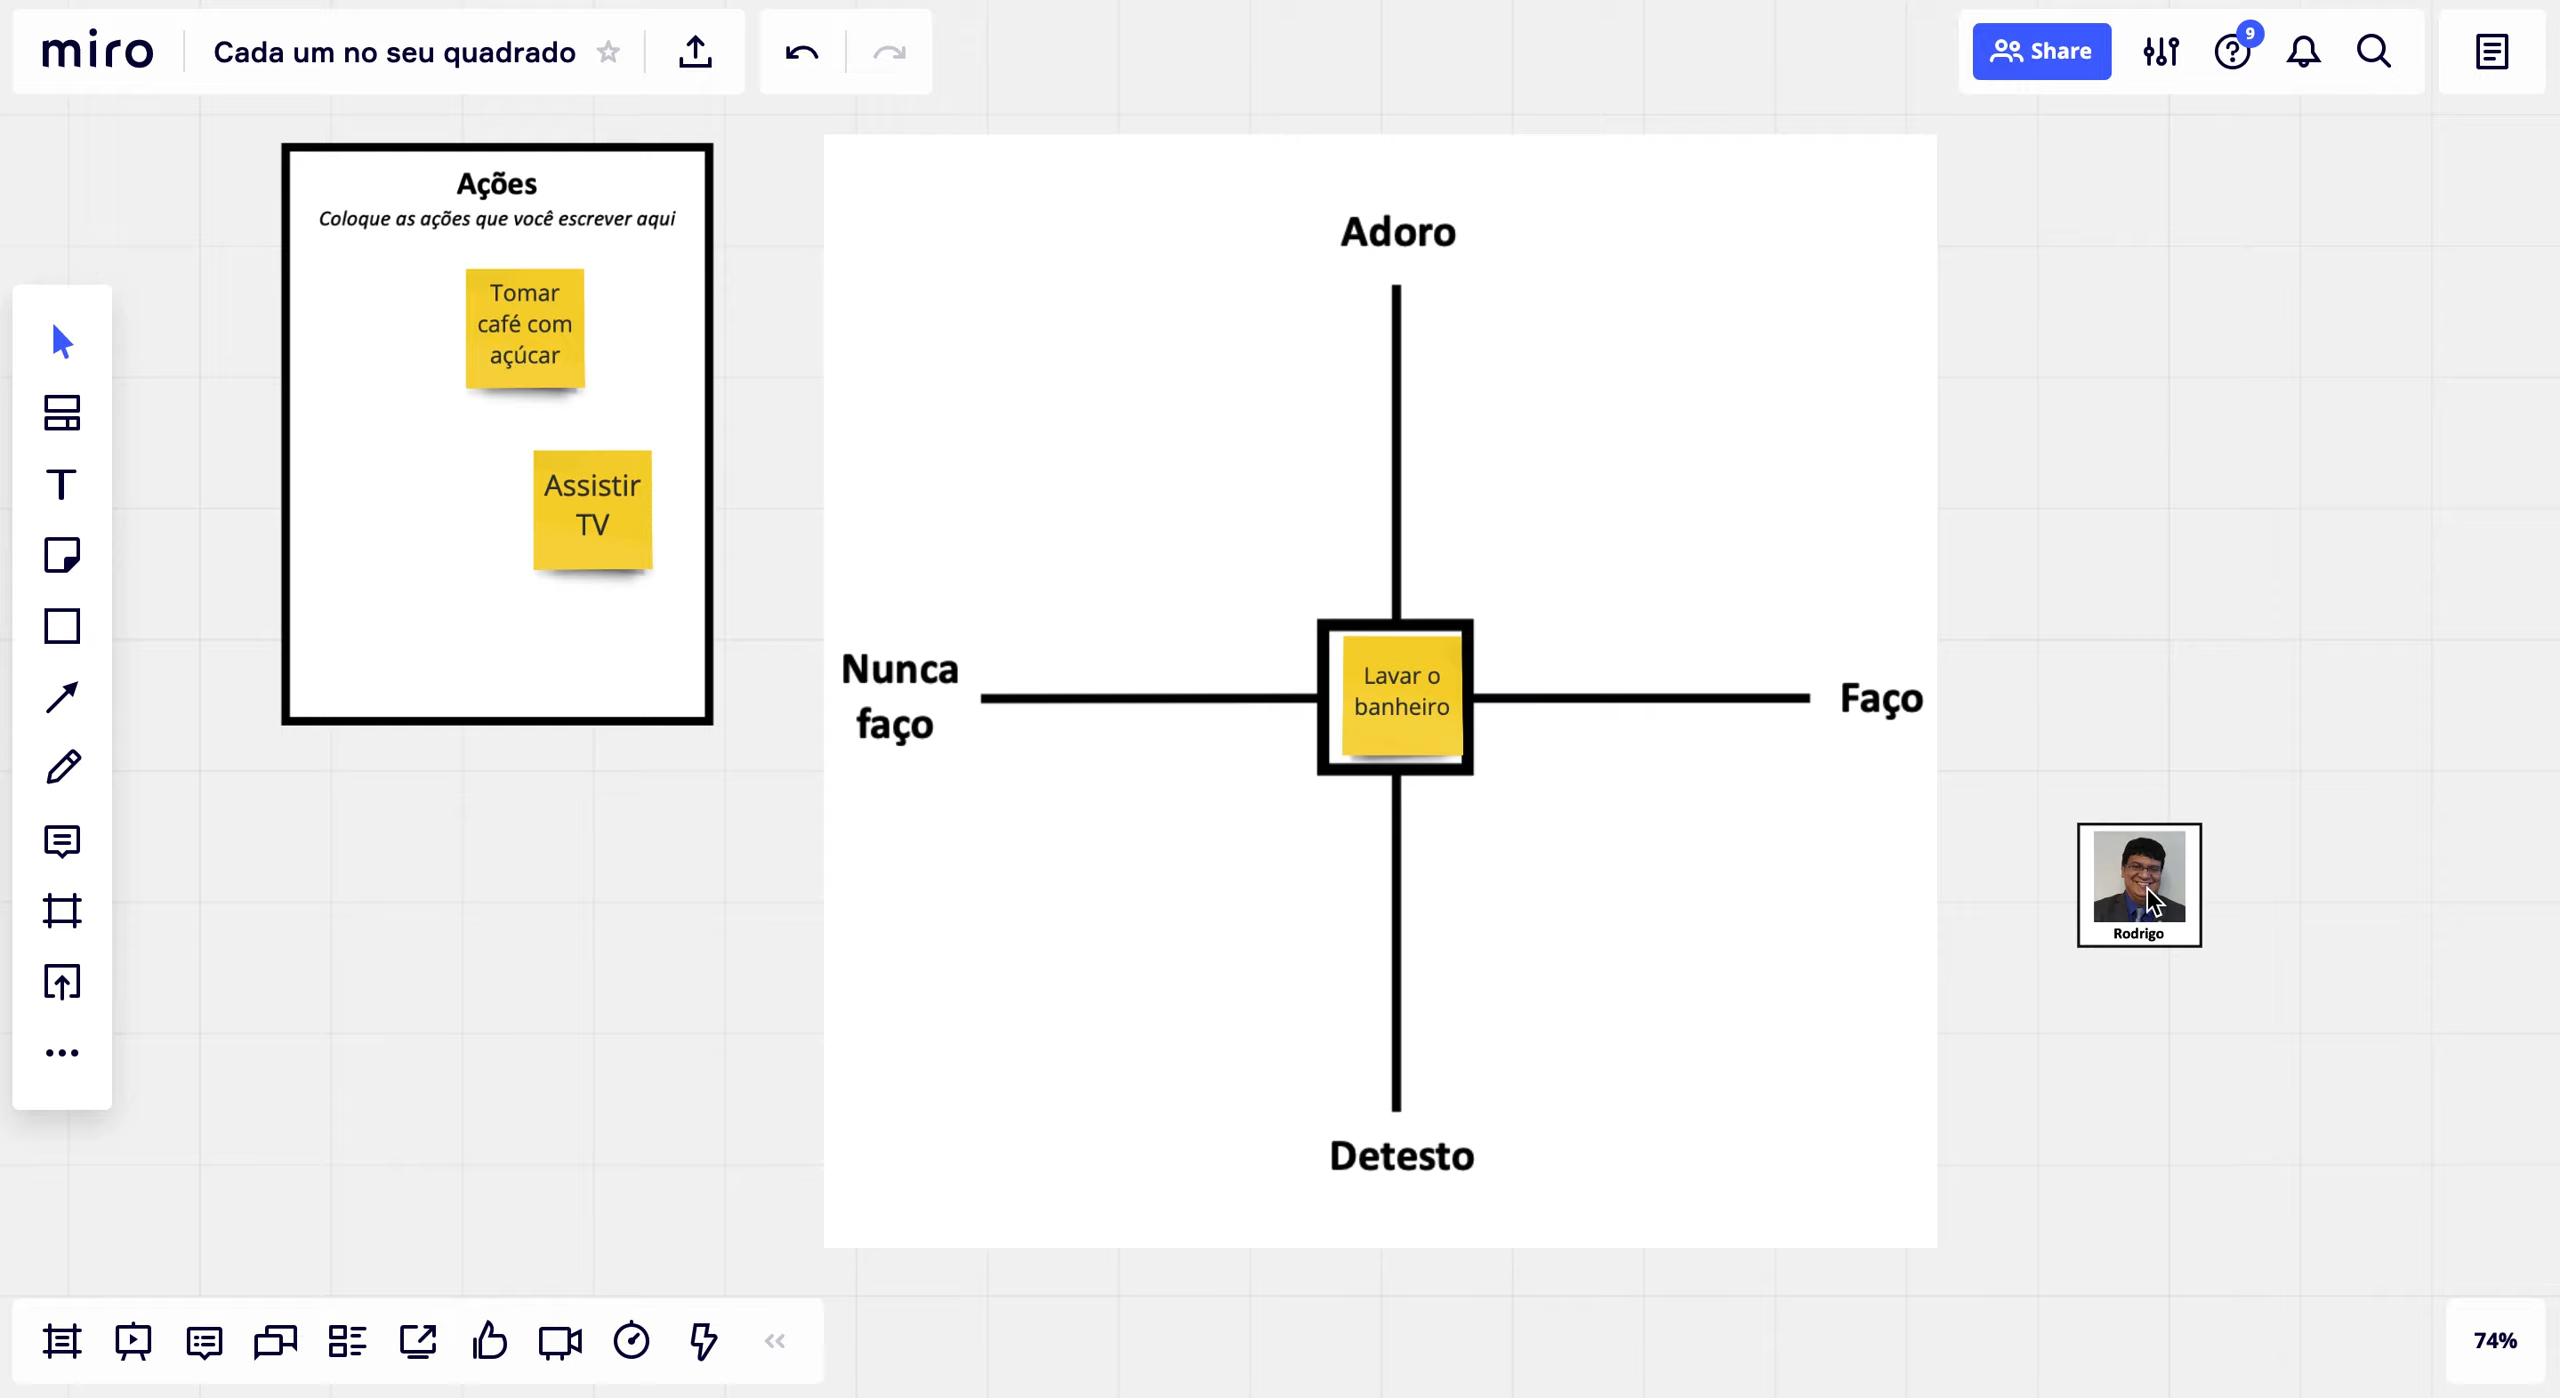 miro
Cada um no seu quadrado
Share
9
Ações
Coloque as ações que você escrever aqui
Tomar
café com
açúcar
Assistir
TV
Adoro
Nunca
faço
Lavar o
banheiro
Faço
Rodrigo
Detesto
74%